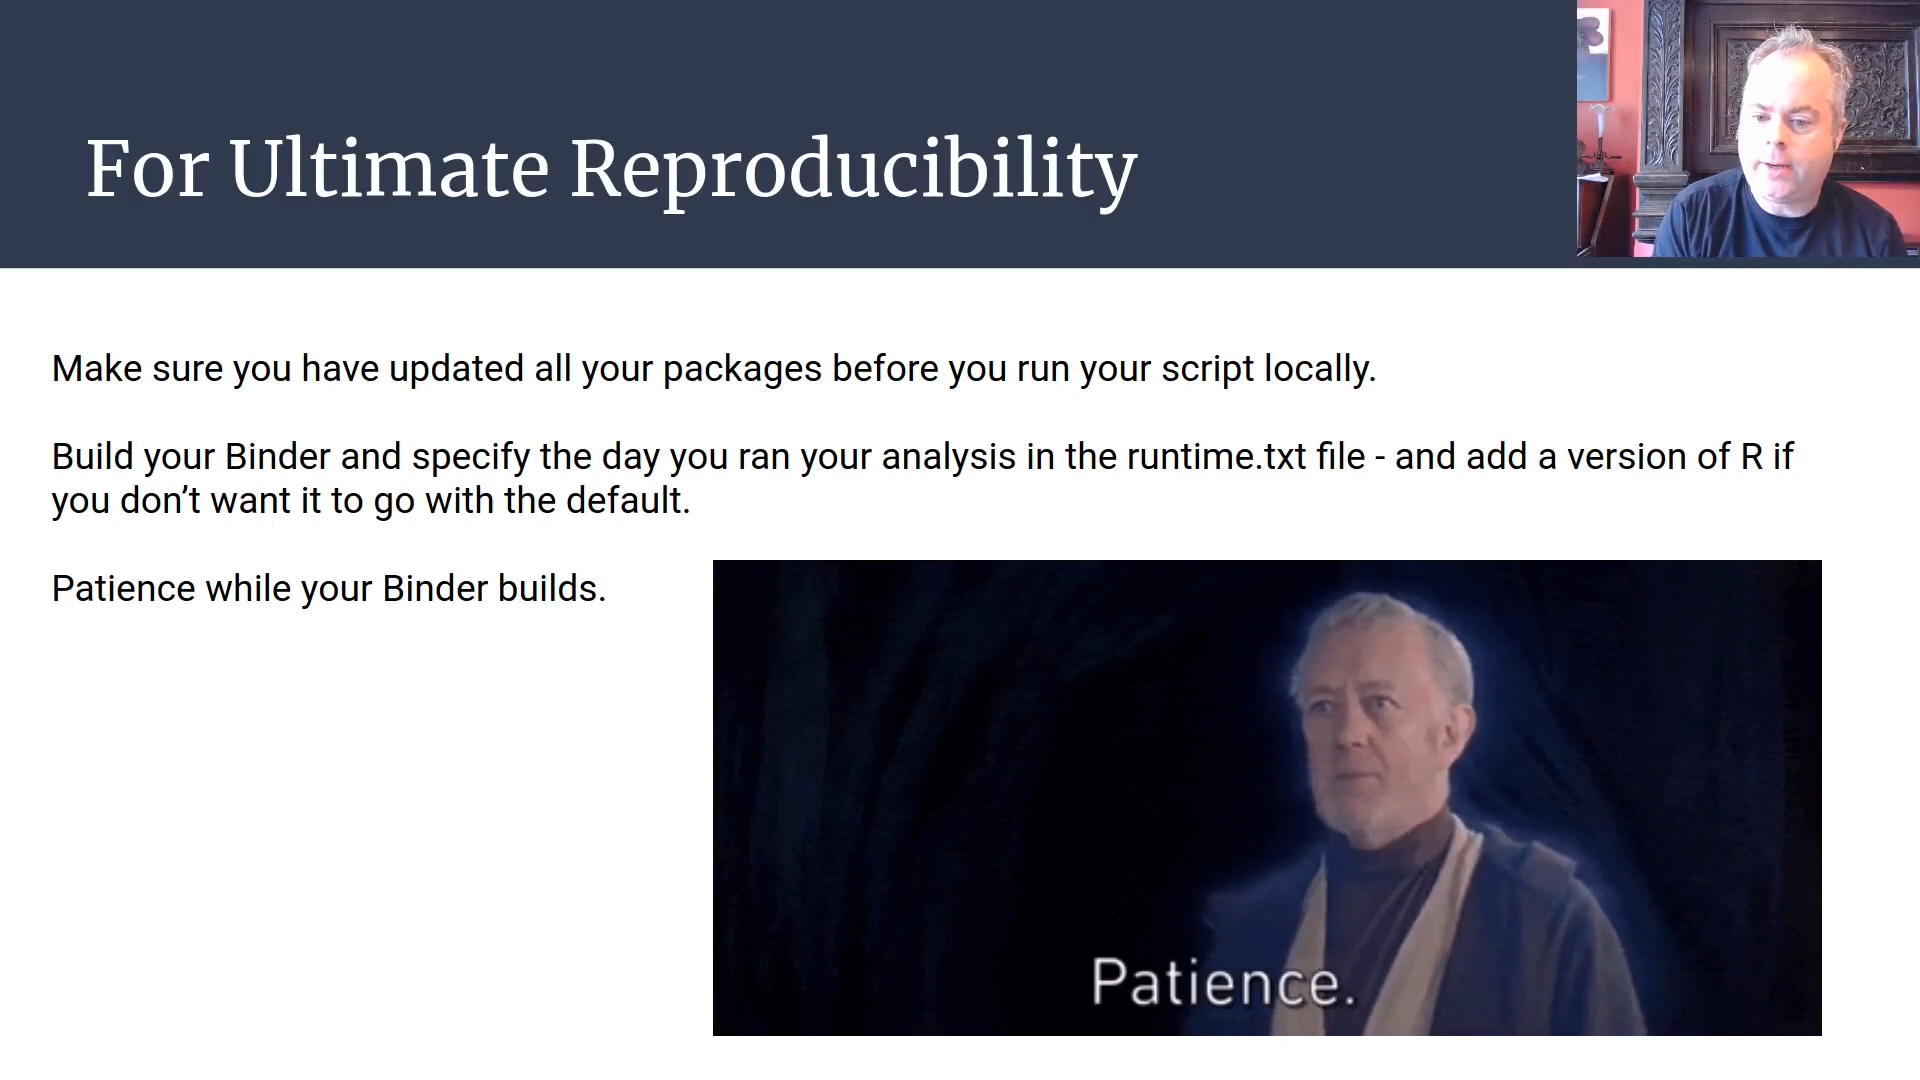 For Ultimate Reproducibility
Make sure you have updated all your packages before you run your script locally.
Build your Binder and specify the day you ran your analysis in the runtime.txt file - and add a version of R if
you don’t want it to go with the default.
Patience while your Binder builds.
Patience.